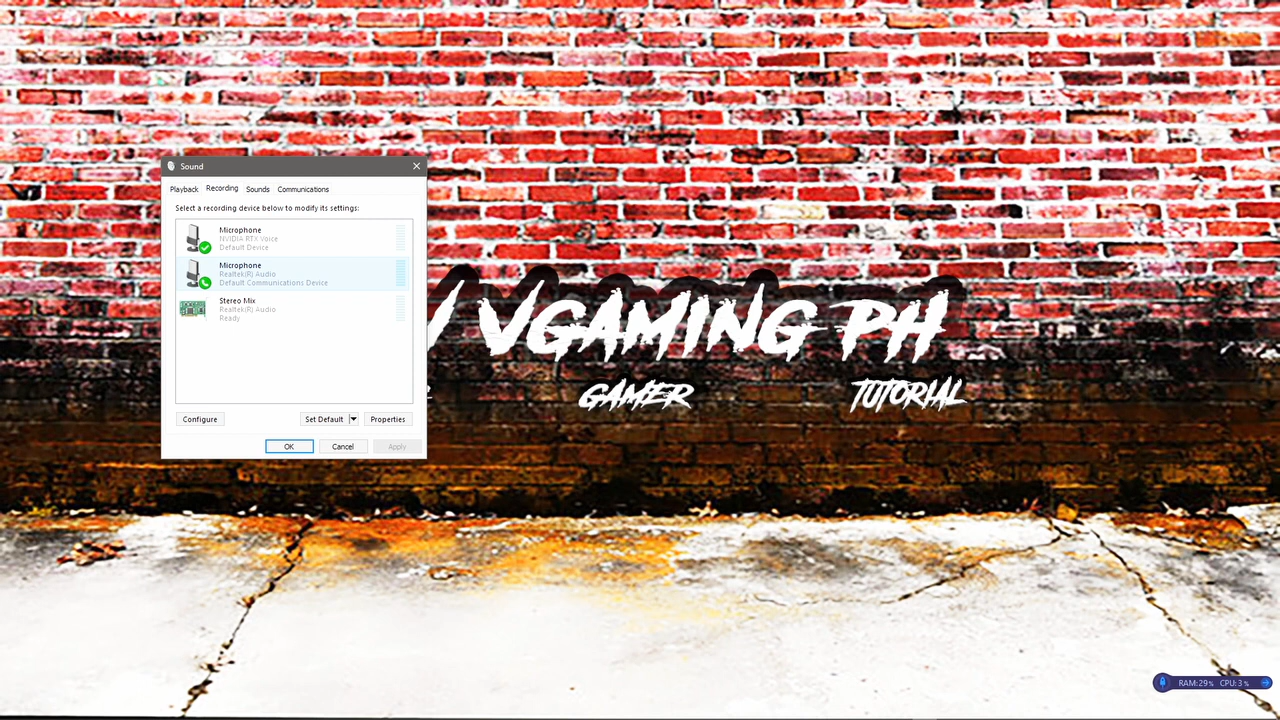 Sound
Playback Recording Sounds Communications
Select a recording device below to modify its settings:
Microphone
NVIDIA RTX Voice
Default Device
Microphone
Realtek(R) Audio
Default Communications Device
Stereo Mix
Realtek(R) Audio
Ready
Configure Set Default Properties
OK Cancel Apply
VGAMING PH
GAMER TUTORIAL
RAM:29% CPU:3%